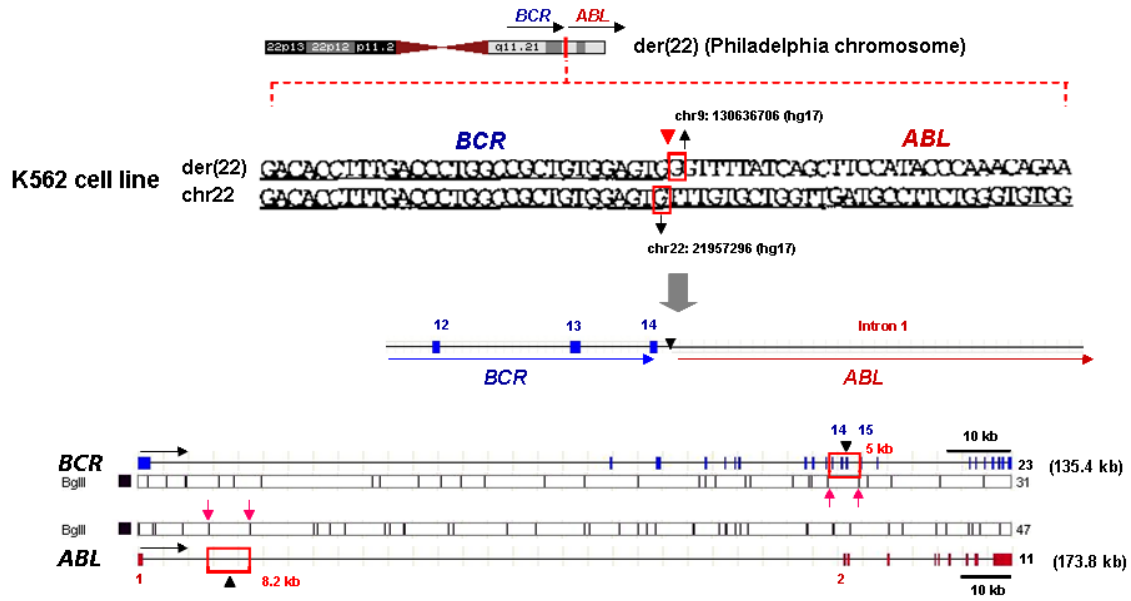 BCR ABL
22p13 22p12 p11.2 q11.21 der(22) (Philadelphia chromosome)
chr9: 130636706 (hg17)
BCR ABL
K562 cell line
der(22) GACACCTTTGACCCTGGCCGCTGTGGAGTGGGTTTTATCAGCTTCCATACCCAAACAGAA
chr22 GACACCTTTGACCCTGGCCGCTGTGGAGTGTTTGTGCTGGTTGATGCCTTCTGGGTGTGG
chr22: 21957296 (hg17)
12 13 14 Intron 1
BCR ABL
14 15 10 kb
5 kb
BCR 23 (135.4 kb)
BglII 31
BglII 47
ABL 11 (173.8 kb)
1 8.2 kb 2 10 kb